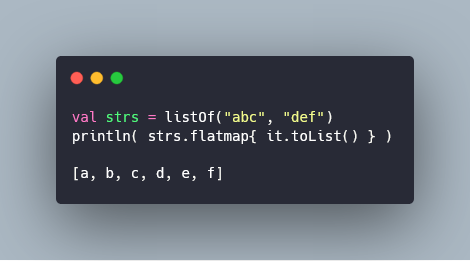 val strs = listOf("abc", "def")
println( strs.flatmap{ it.toList() } )
[a, b, c, d, e, f]